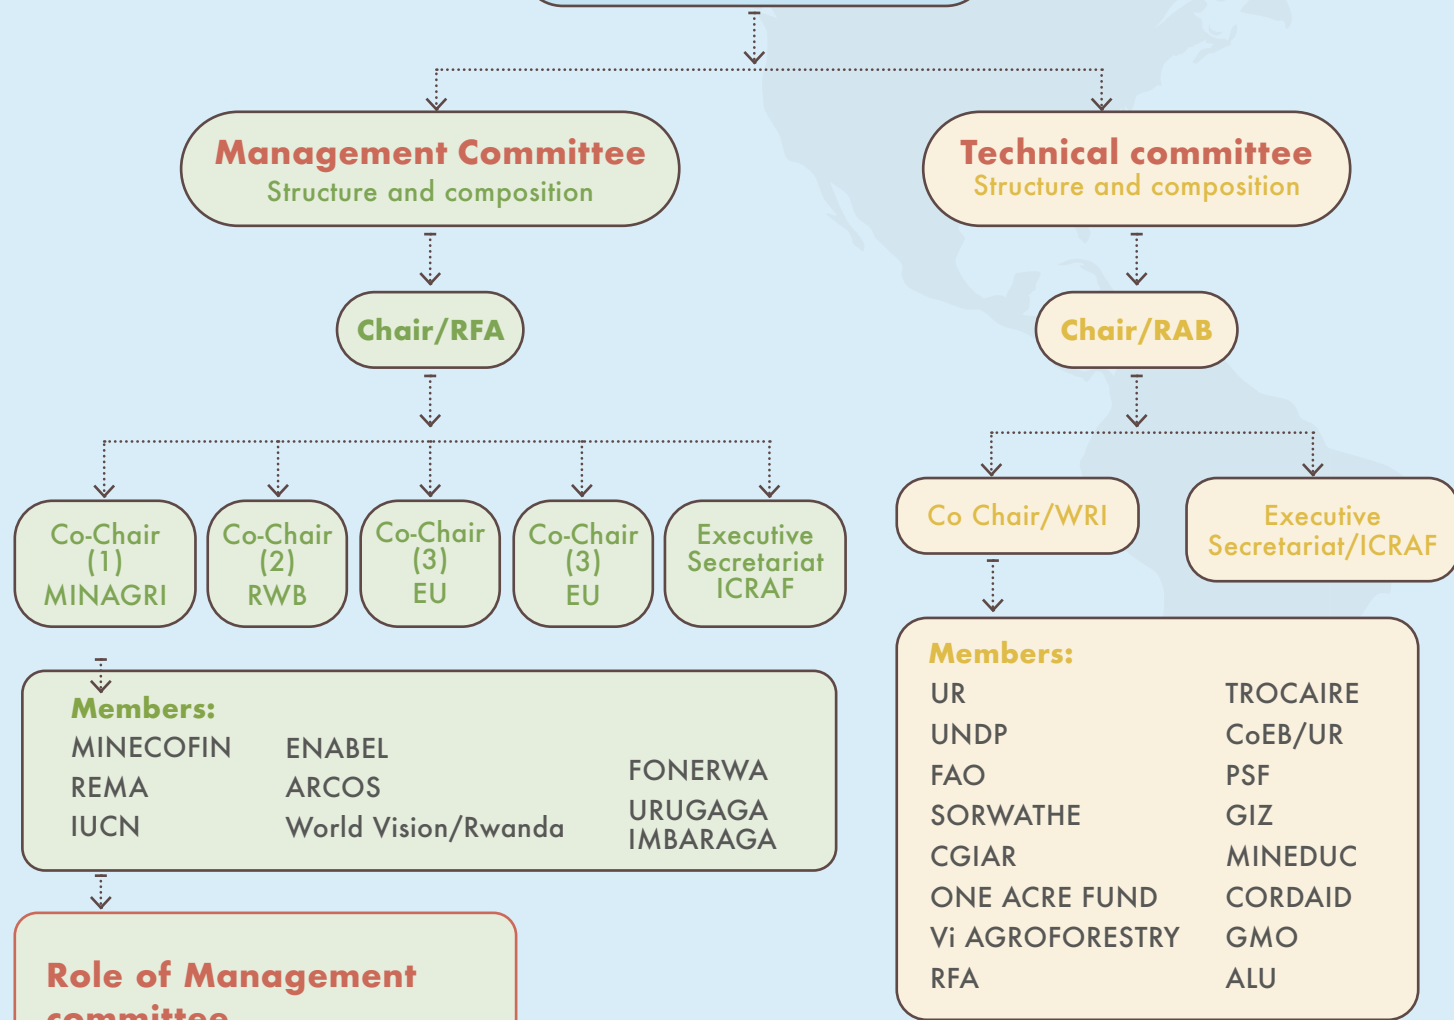 Management Committee
Structure and composition
Technical committee
Structure and composition
Chair/RFA
Chair/RAB
Co-Chair
(1)
MINAGRI
Co-Chair
(2)
RWB
Co-Chair
(3)
EU
Co-Chair
(3)
EU
Executive
Secretariat
ICRAF
Co Chair/WRI
Executive
Secretariat/ICRAF
Members:
MINECOFIN
REMA
IUCN
ENABEL
ARCOS
World Vision/Rwanda
FONERWA
URUGAGA
IMBARAGA
Members:
UR
UNDP
FAO
SORWATHE
CGIAR
ONE ACRE FUND
Vi AGROFORESTRY
RFA
TROCAIRE
CoEB/UR
PSF
GIZ
MINEDUC
CORDAID
GMO
ALU
Role of Management
committee